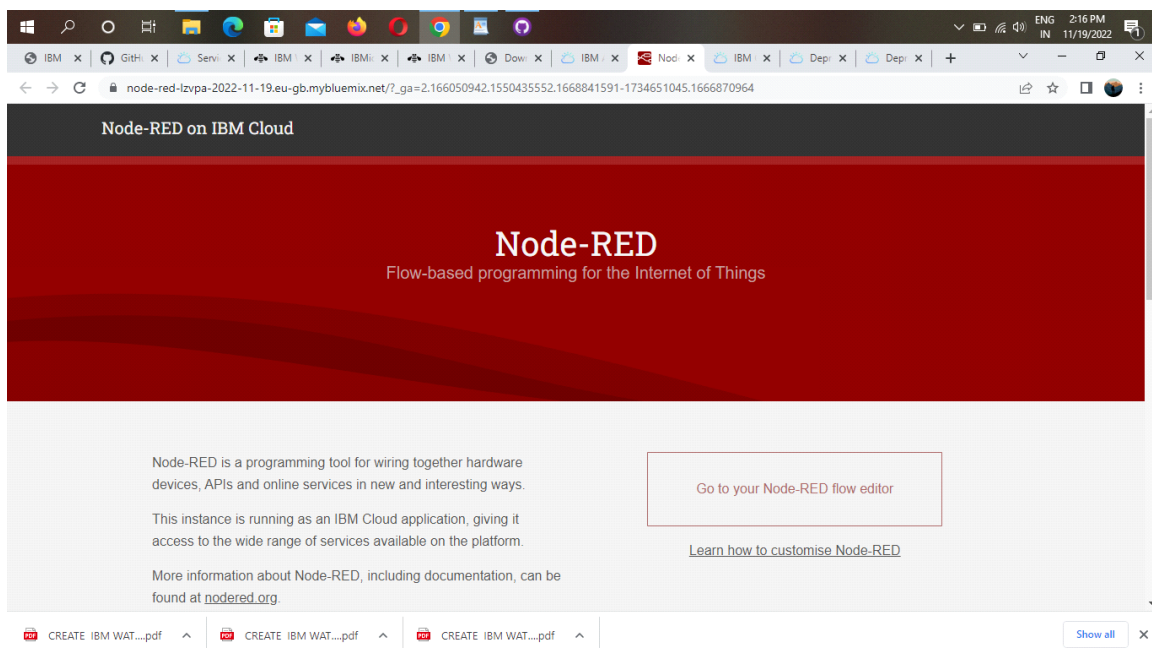 ENG 2:16 PM
IN 11/19/2022
IBM GitH Servi IBM IBMi IBM Dow IBM Nod IBM Depr Depr
node-red-lzvpa-2022-11-19.eu-gb.mybluemix.net/?_ga=2.166050942.1550435552.1668841591-1734651045.1666870964
Node-RED on IBM Cloud
Node-RED
Flow-based programming for the Internet of Things
Node-RED is a programming tool for wiring together hardware
devices, APIs and online services in new and interesting ways.
This instance is running as an IBM Cloud application, giving it
access to the wide range of services available on the platform.
More information about Node-RED, including documentation, can be
found at nodered.org.
Go to your Node-RED flow editor
Learn how to customise Node-RED
CREATE IBM WAT....pdf CREATE IBM WAT....pdf CREATE IBM WAT....pdf Show all